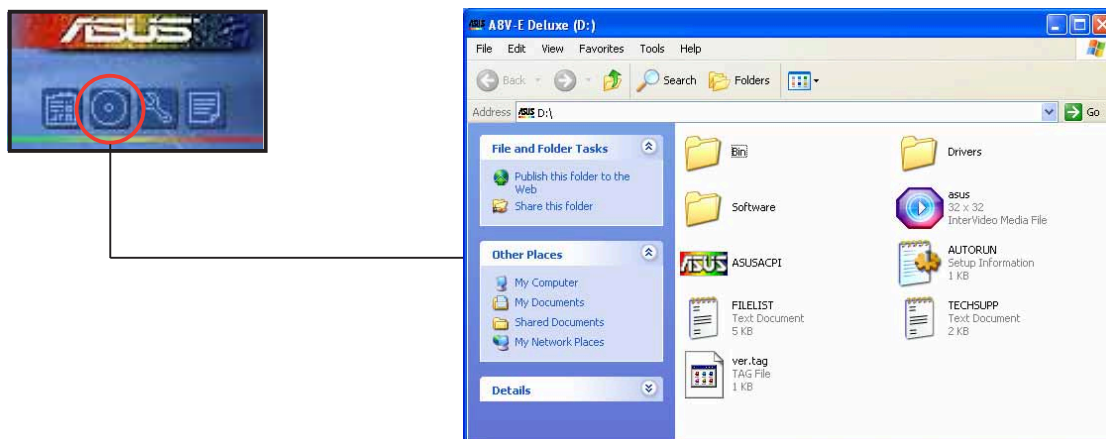 ASUS
ASUS A8V-E Deluxe (D:)
File Edit View Favorites Tools Help
Back Search Folders
Address ASUS D:\ Go
File and Folder Tasks
Publish this folder to the
Web
Share this folder
Other Places
My Computer
My Documents
Shared Documents
My Network Places
Details
Bin
Drivers
Software
asus
32 x 32
InterVideo Media File
ASUS ASUSACPI
AUTORUN
Setup Information
1 KB
FILELIST
Text Document
5 KB
TECHSUPP
Text Document
2 KB
ver.tag
TAG File
1 KB